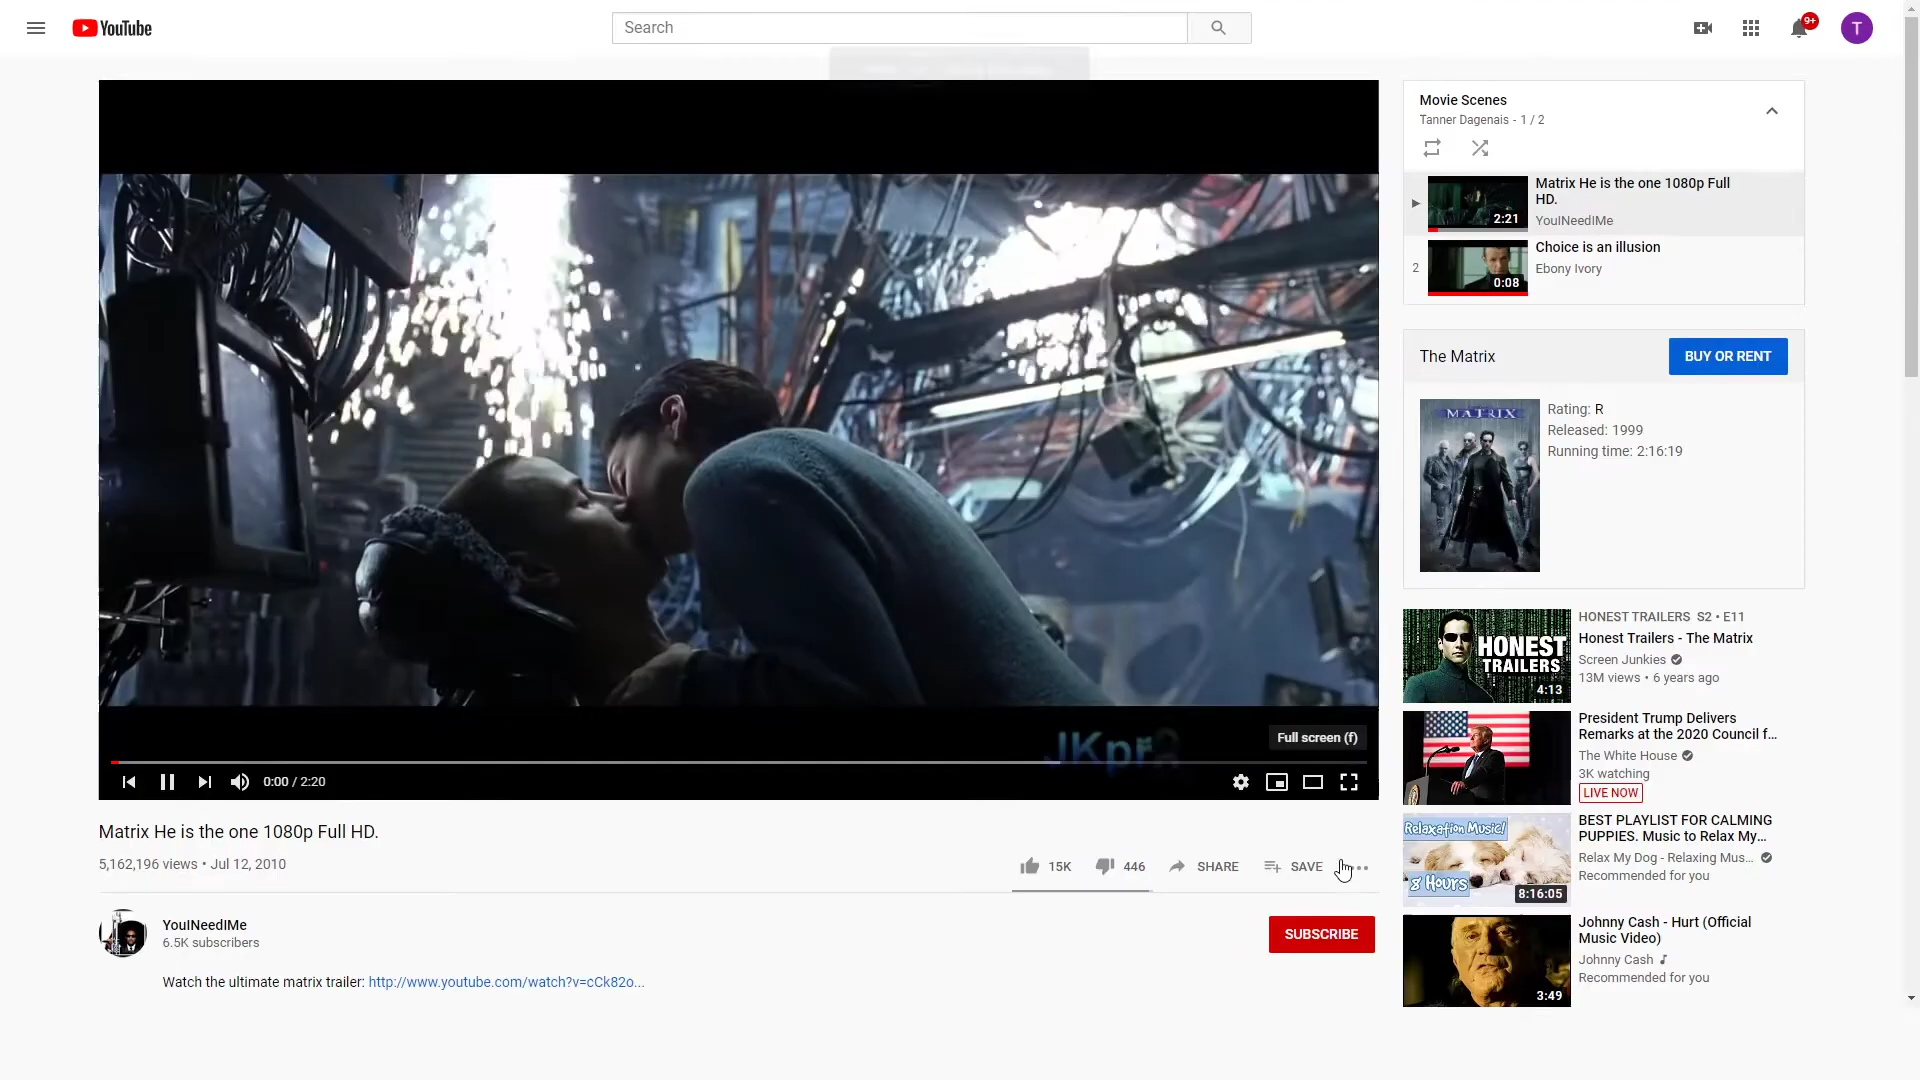 YouTube
Search
9+
T
Movie Scenes
Tanner Dagenais - 1 / 2
Matrix He is the one 1080p Full
HD.
YouINeedIMe
2:21
2
Choice is an illusion
Ebony Ivory
0:08
The Matrix
BUY OR RENT
MATRIX
Rating: R
Released: 1999
Running time: 2:16:19
HONEST TRAILERS S2 • E11
Honest Trailers - The Matrix
Screen Junkies
13M views • 6 years ago
HONEST
TRAILERS
4:13
President Trump Delivers
Remarks at the 2020 Council f...
The White House
3K watching
LIVE NOW
BEST PLAYLIST FOR CALMING
PUPPIES. Music to Relax My...
Relax My Dog - Relaxing Mus...
Recommended for you
Relaxation Music!
8 Hours
8:16:05
Johnny Cash - Hurt (Official
Music Video)
Johnny Cash
Recommended for you
3:49
Full screen (f)
0:00 / 2:20
Matrix He is the one 1080p Full HD.
5,162,196 views • Jul 12, 2010
15K
446
SHARE
SAVE
YouINeedIMe
6.5K subscribers
SUBSCRIBE
Watch the ultimate matrix trailer: http://www.youtube.com/watch?v=cCk82o...